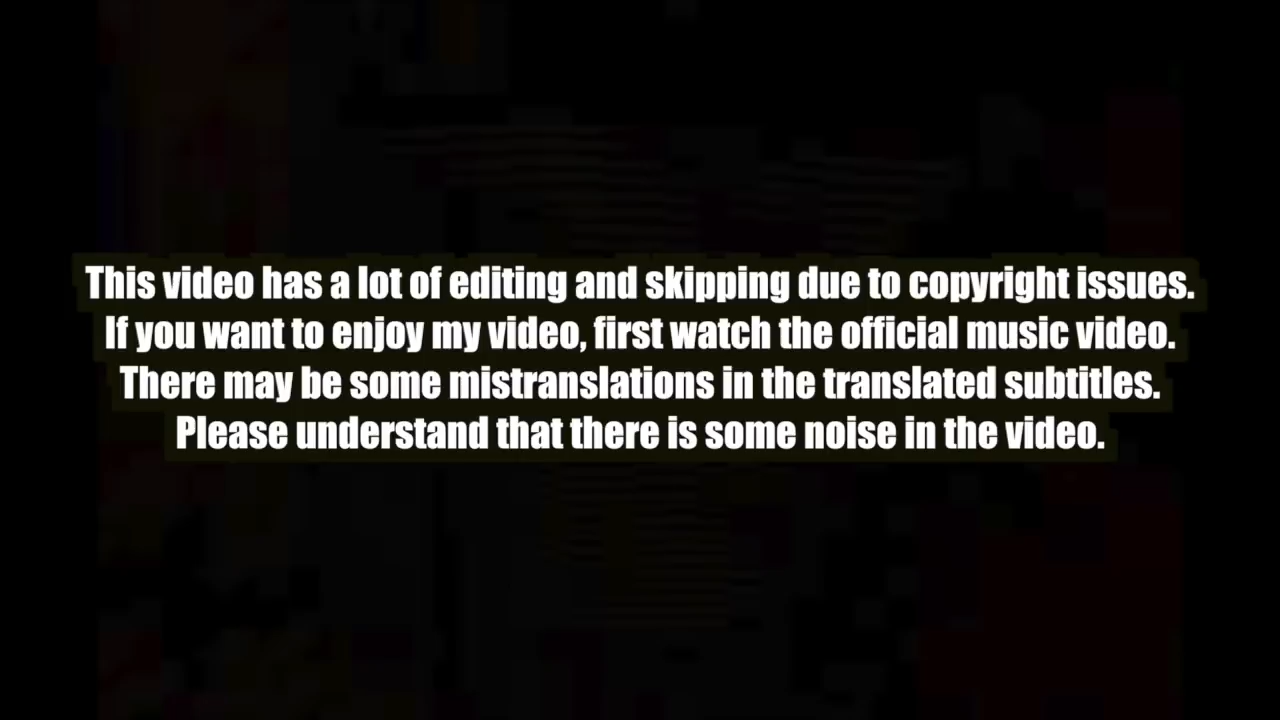 This video has a lot of editing and skipping due to copyright issues.
If you want to enjoy my video, first watch the official music video.
There may be some mistranslations in the translated subtitles.
Please understand that there is some noise in the video.